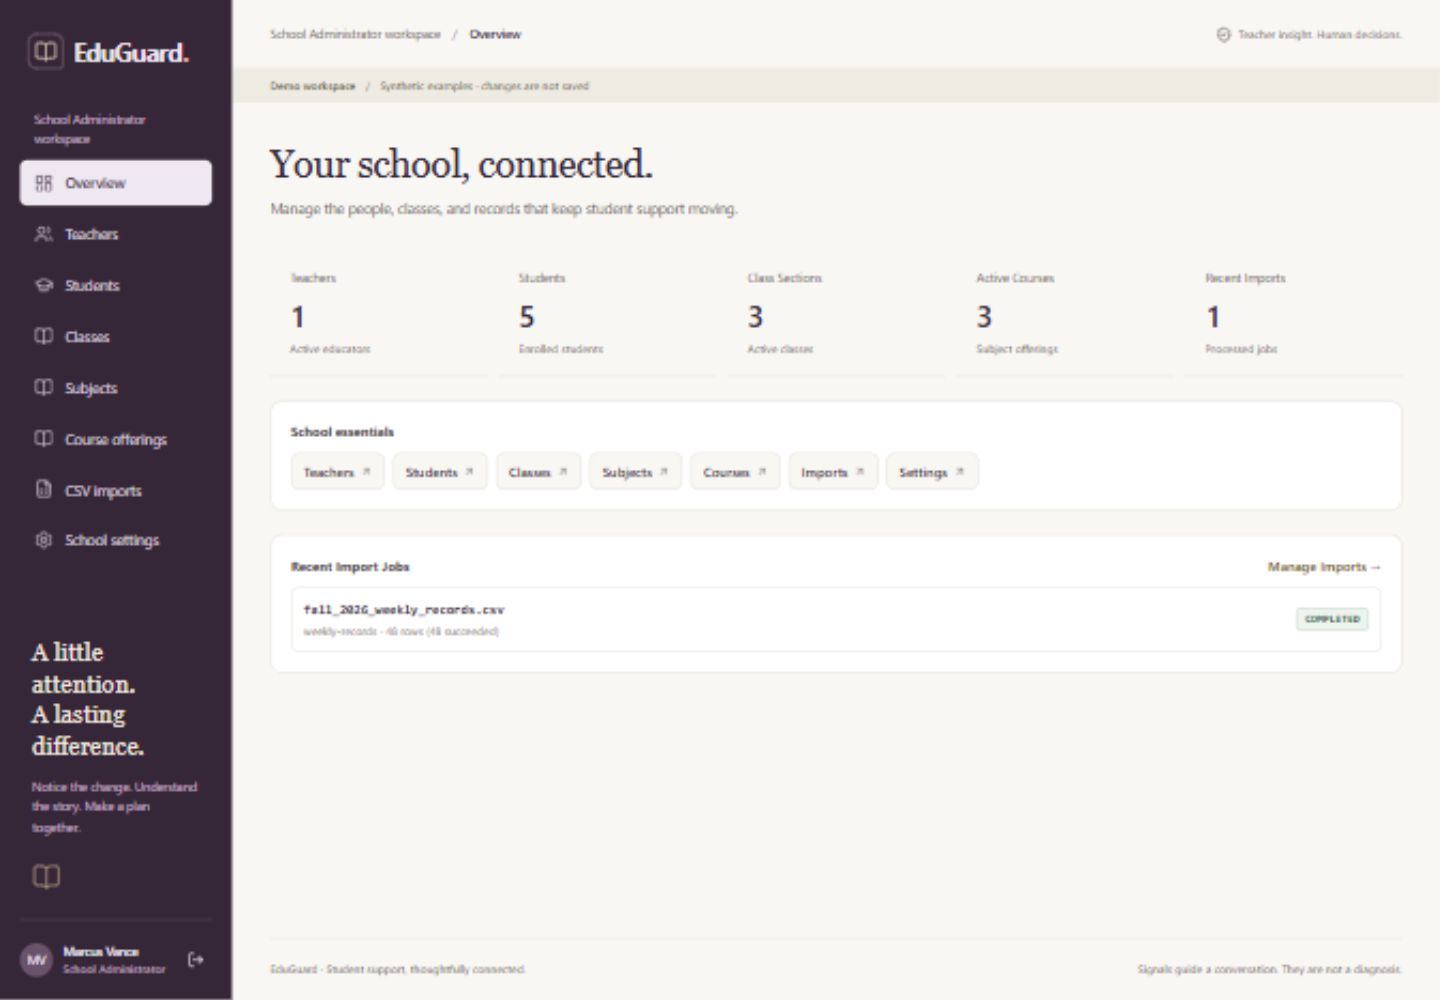 EduGuard.
School Administrator
workspace
Overview
Teachers
Students
Classes
Subjects
Course offerings
CSV imports
School settings
A little
attention.
A lasting
difference.
Notice the change. Understand
the story. Make a plan
together.
MV
Marcus Vance
School Administrator
School Administrator workspace / Overview
Teacher insight. Human decisions.
Demo workspace / Synthetic examples - changes are not saved
Your school, connected.
Manage the people, classes, and records that keep student support moving.
Teachers
1
Active educators
Students
5
Enrolled students
Class Sections
3
Active classes
Active Courses
3
Subject offerings
Recent Imports
1
Processed jobs
School essentials
Teachers ↗ Students ↗ Classes ↗ Subjects ↗ Courses ↗ Imports ↗ Settings ↗
Recent Import Jobs
Manage Imports →
fall_2026_weekly_records.csv
weekly-records - 48 rows (48 succeeded)
COMPLETED
EduGuard - Student support, thoughtfully connected.
Signals guide a conversation. They are not a diagnosis.